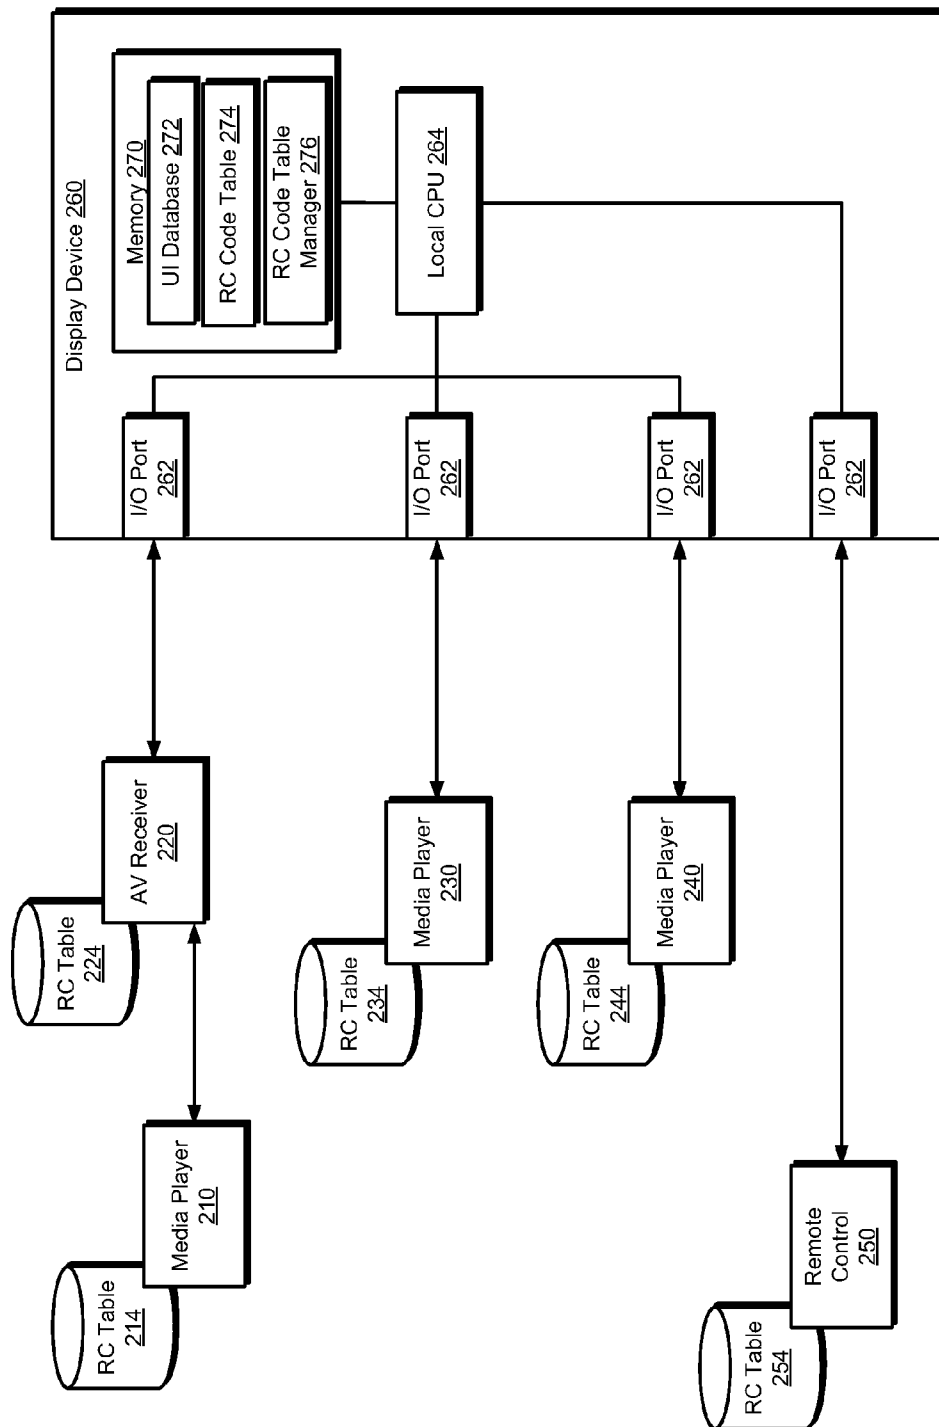 Display Device 260
Memory 270
UI Database 272
RC Code Table 274
RC Code Table
Manager 276
Local CPU 264
I/O Port
262
I/O Port
262
I/O Port
262
I/O Port
262
AV Receiver
220
RC Table
224
Media Player
210
RC Table
214
Media Player
230
RC Table
234
Media Player
240
RC Table
244
Remote
Control
250
RC Table
254